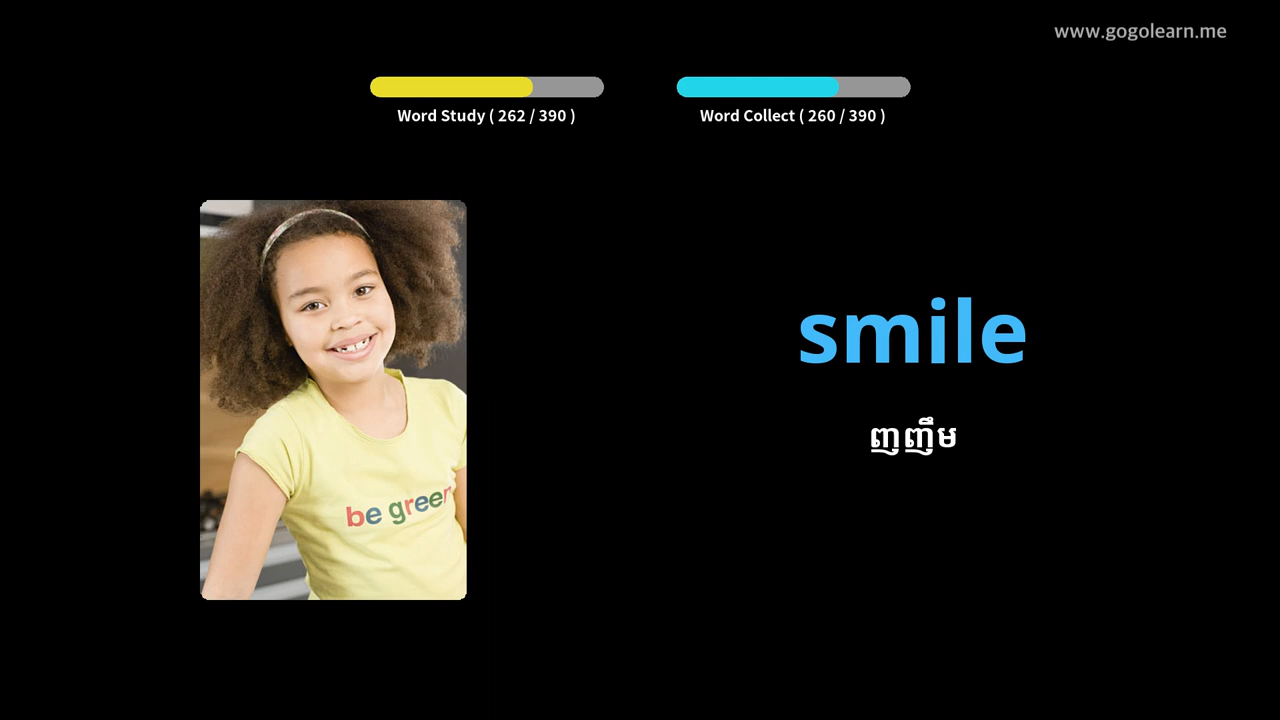 www.gogolearn.me
Word Study ( 262 / 390 )
Word Collect ( 260 / 390 )
smile
ញញឹម
be green